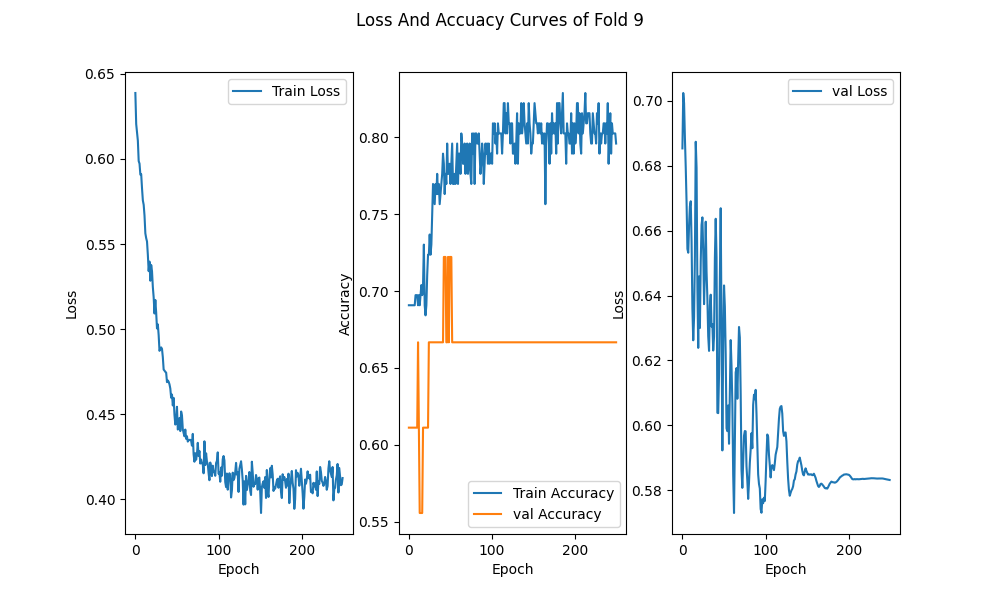 Loss And Accuacy Curves of Fold 9
Train Loss
0.65
0.60
0.55
0.50
0.45
0.40
Loss
0
100
200
Epoch
0.80
0.75
0.70
0.65
0.60
0.55
Accuracy
Train Accuracy
val Accuracy
0
100
200
Epoch
val Loss
0.70
0.68
0.66
0.64
0.62
0.60
0.58
Loss
0
100
200
Epoch